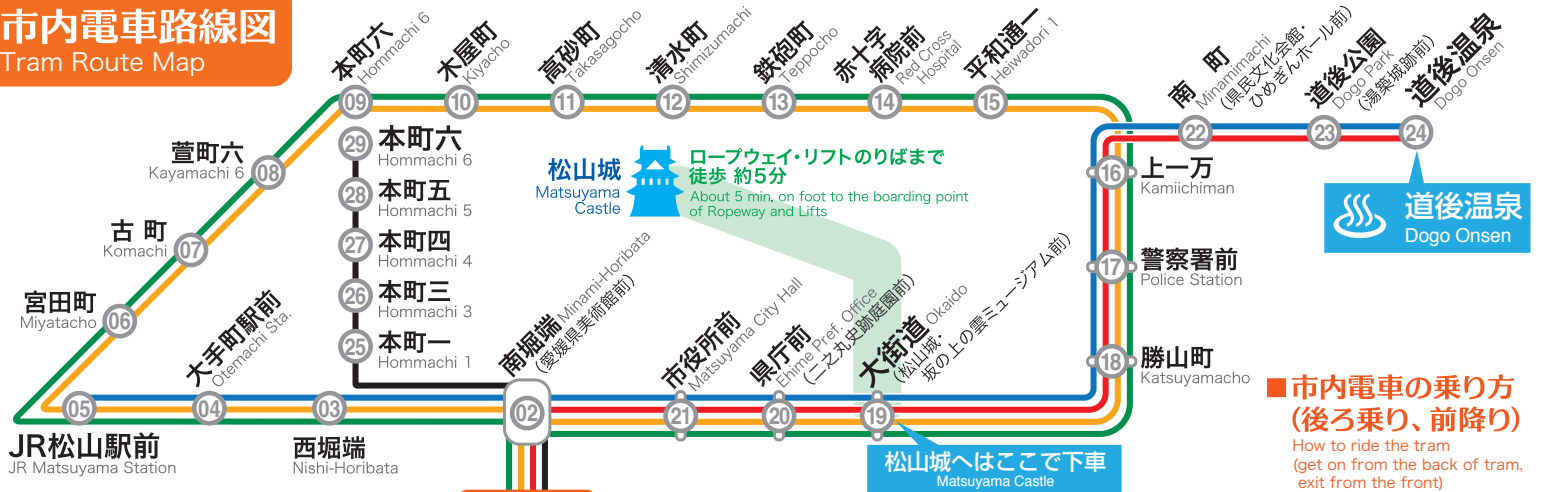 市内電車路線図
Tram Route Map
09
本町六
Hommachi 6
10
木屋町
Kiyacho
11
高砂町
Takasagocho
12
清水町
Shimizumachi
13
鉄砲町
Teppocho
14
赤十字
病院前
Red Cross
Hospital
15
平和通一
Heiwadori 1
22
南 町
Minamimachi
(県民文化会館・
ひめぎんホール前)
23
道後公園
Dogo Park
(湯築城跡前)
24
道後温泉
Dogo Onsen
道後温泉
Dogo Onsen
08
萱町六
Kayamachi 6
07
古 町
Komachi
06
宮田町
Miyatacho
29
本町六
Hommachi 6
28
本町五
Hommachi 5
27
本町四
Hommachi 4
26
本町三
Hommachi 3
25
本町一
Hommachi 1
松山城
Matsuyama
Castle
ロープウェイ・リフトのりばまで
徒歩 約5分
About 5 min. on foot to the boarding point
of Ropeway and Lifts
16
上一万
Kamiichiman
17
警察署前
Police Station
18
勝山町
Katsuyamacho
05
JR松山駅前
JR Matsuyama Station
04
大手町駅前
Otemachi Sta.
03
西堀端
Nishi-Horibata
02
南堀端
Minami-Horibata
(愛媛県美術館前)
21
市役所前
Matsuyama City Hall
20
県庁前
Ehime Pref. Office
(二之丸史跡庭園前)
19
大街道
Okaido
(松山城・
坂の上の雲ミュージアム前)
松山城へはここで下車
Matsuyama Castle
■市内電車の乗り方
(後ろ乗り、前降り)
How to ride the tram
(get on from the back of tram,
exit from the front)